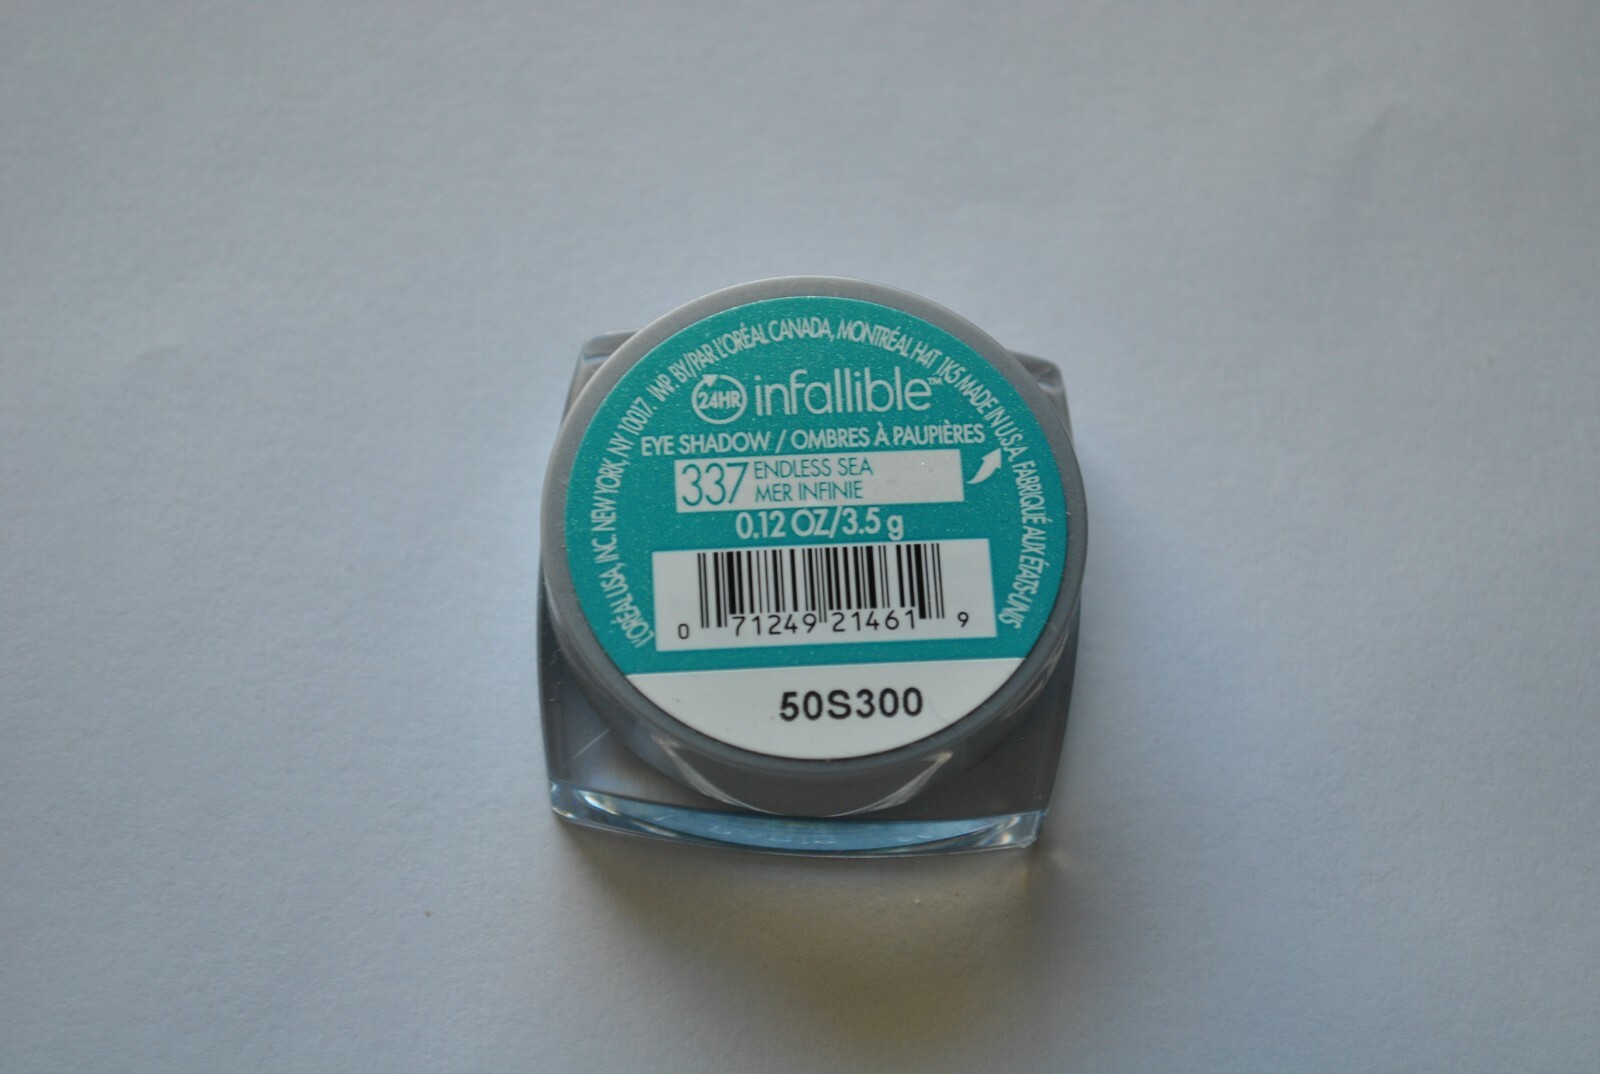 L'ORÉAL USA, INC. NEW YORK, NY 10017. IMP. BY/PAR L'ORÉAL CANADA, MONTRÉAL H4T 1K5 MADE IN U.S.A. FABRIQUÉ AUX ÉTATS-UNIS
24HR infallible™
EYE SHADOW / OMBRES À PAUPIÈRES
337 ENDLESS SEA
MER INFINIE
0.12 OZ/3.5 g
0 71249 21461 9
50S300